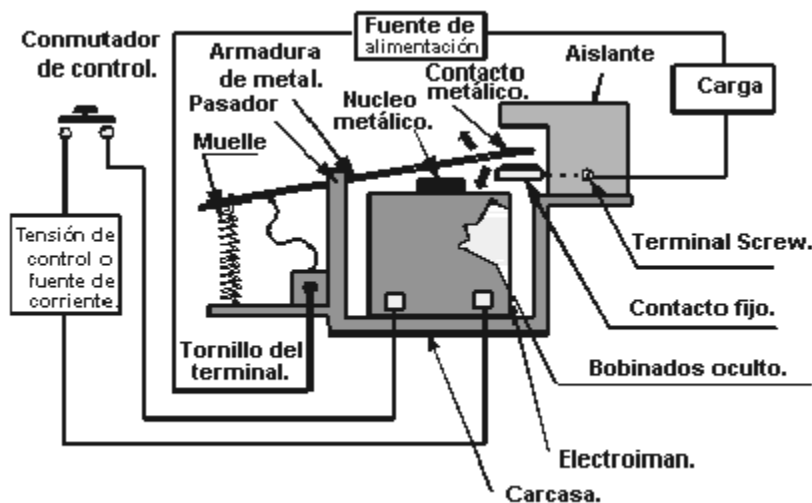 Conmutador
de control.
Armadura
de metal.
Pasador
Muelle
Fuente de
alimentación
Nucleo
metálico.
Contacto
metálico.
Aislante
Carga
Tensión de
control o
fuente de
corriente.
Tornillo del
terminal.
Terminal Screw.
Contacto fijo.
Bobinados oculto.
Electroiman.
Carcasa.